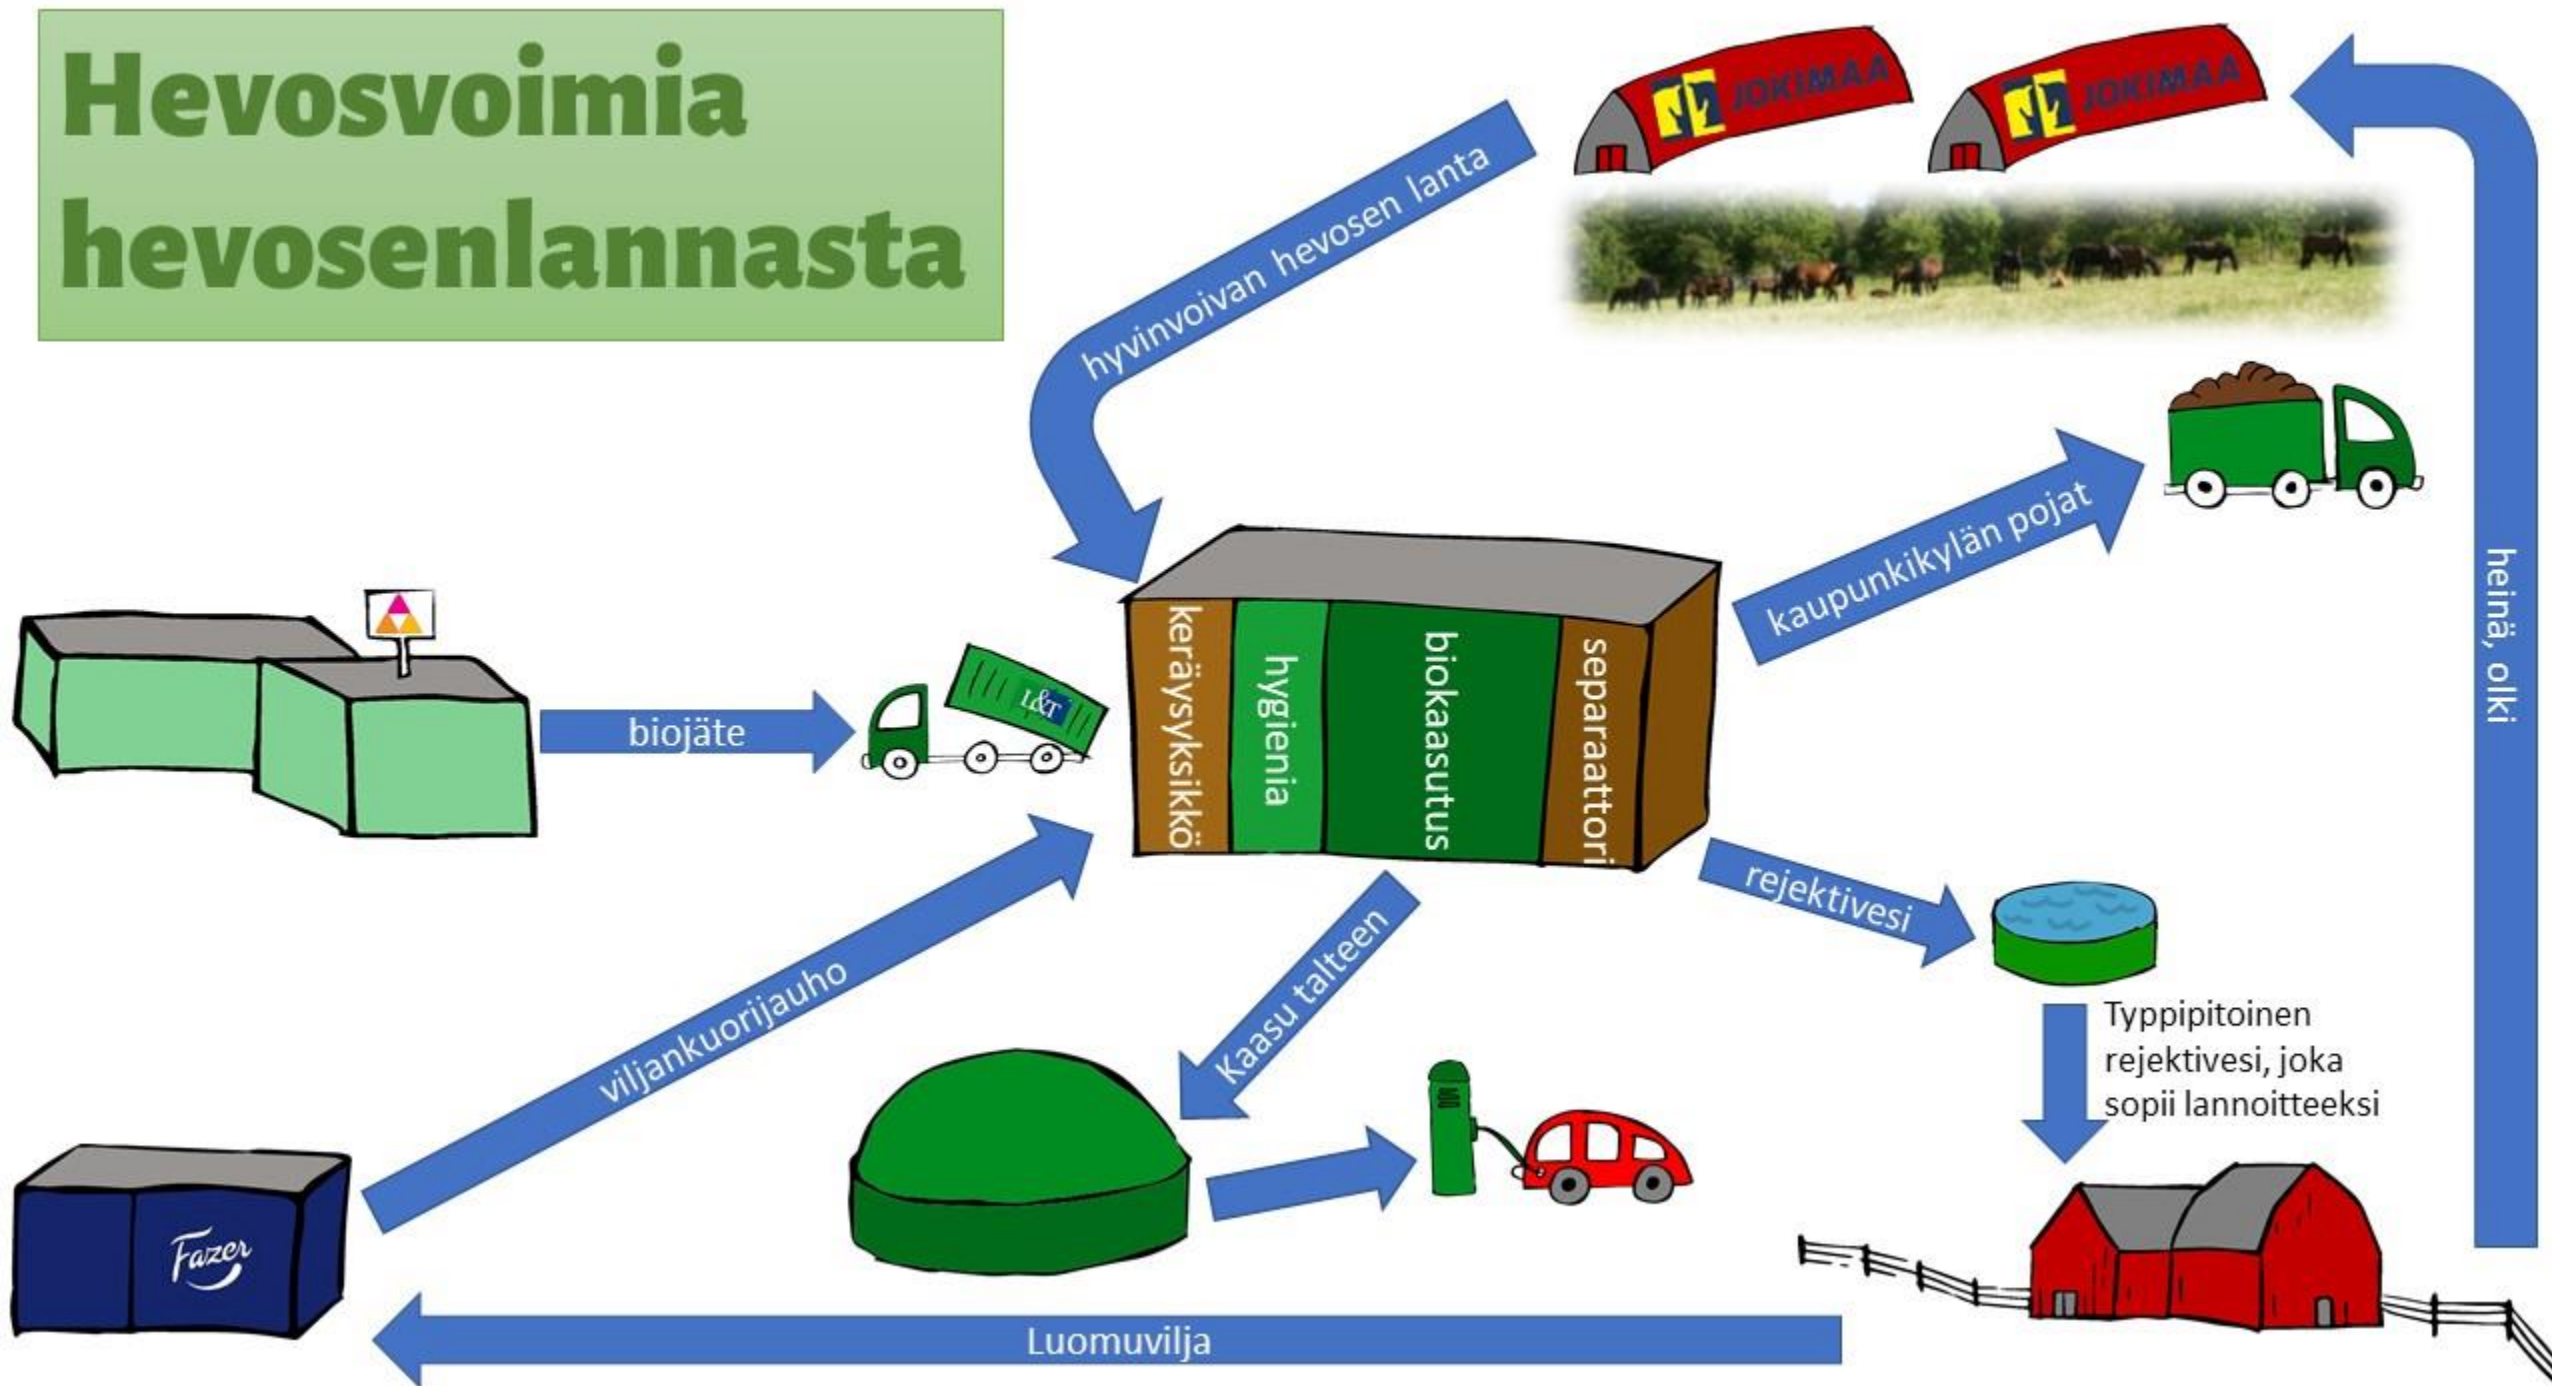 Hevosvoimia
hevosenlannasta
JOKIMAA
JOKIMAA
hyvinvoivan hevosen lanta
kaupunkikylän pojat
heinä, olki
keräysyksikkö
hygienia
biokaasutus
separaattori
biojäte
L&T
rejektivesi
viljankuorijauho
Kaasu talteen
Typpipitoinen
rejektivesi, joka
sopii lannoitteeksi
Fazer
Luomuvilja